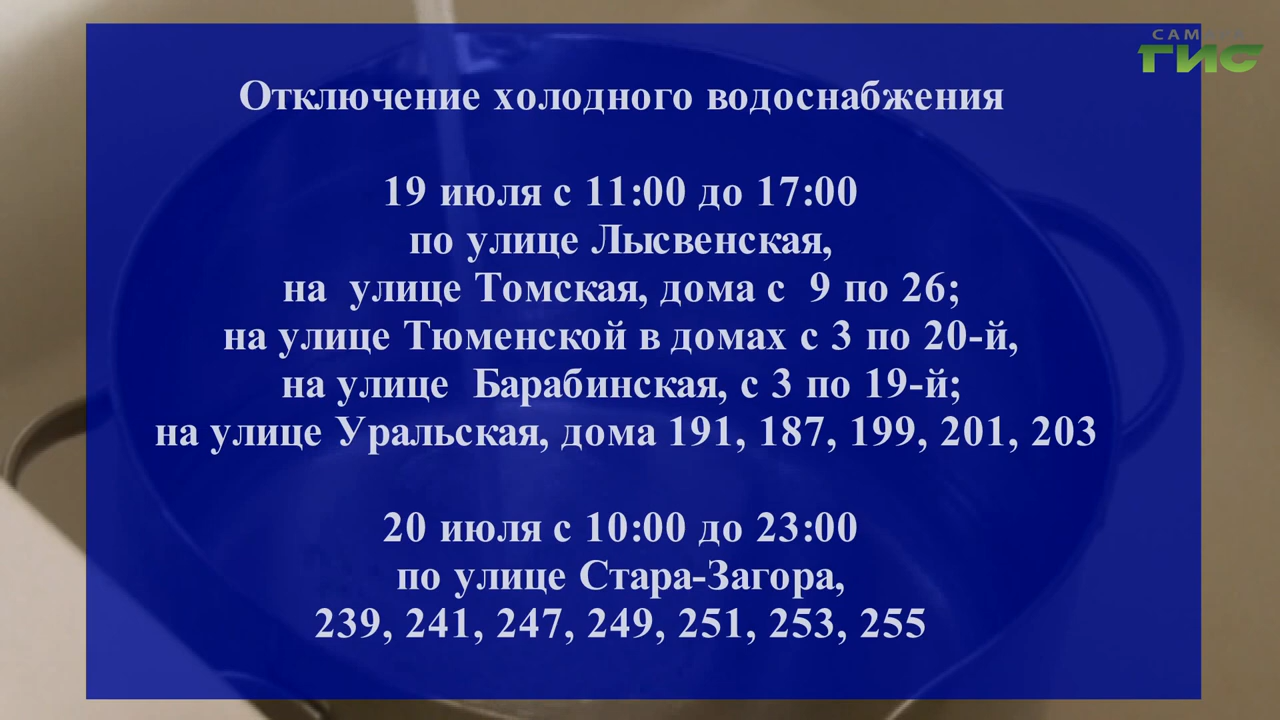 САМ
ГИС
Отключение холодного водоснабжения
19 июля с 11:00 до 17:00
по улице Лысвенская,
на улице Томская, дома с 9 по 26;
на улице Тюменской в домах с 3 по 20-й,
на улице Барабинская, с 3 по 19-й;
на улице Уральская, дома 191, 187, 199, 201, 203
20 июля с 10:00 до 23:00
по улице Стара-Загора,
239, 241, 247, 249, 251, 253, 255